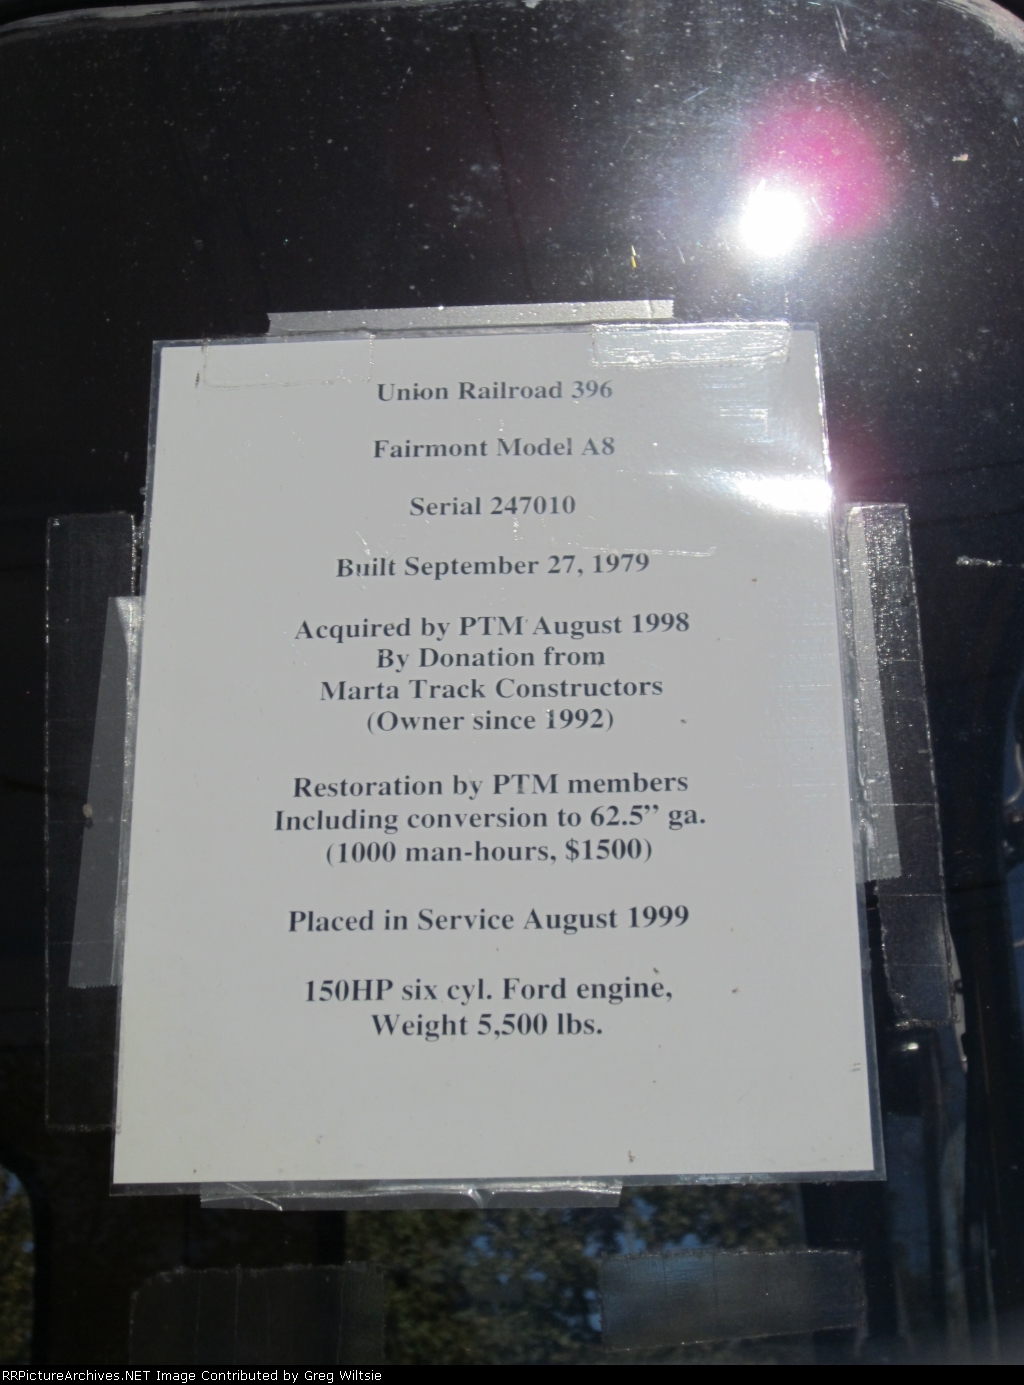 Union Railroad 396
Fairmont Model A8
Serial 247010
Built September 27, 1979
Acquired by PTM August 1998
By Donation from
Marta Track Constructors
(Owner since 1992)
Restoration by PTM members
Including conversion to 62.5” ga.
(1000 man-hours, $1500)
Placed in Service August 1999
150HP six cyl. Ford engine,
Weight 5,500 lbs.
RRPictureArchives.NET Image Contributed by Greg Wiltsie